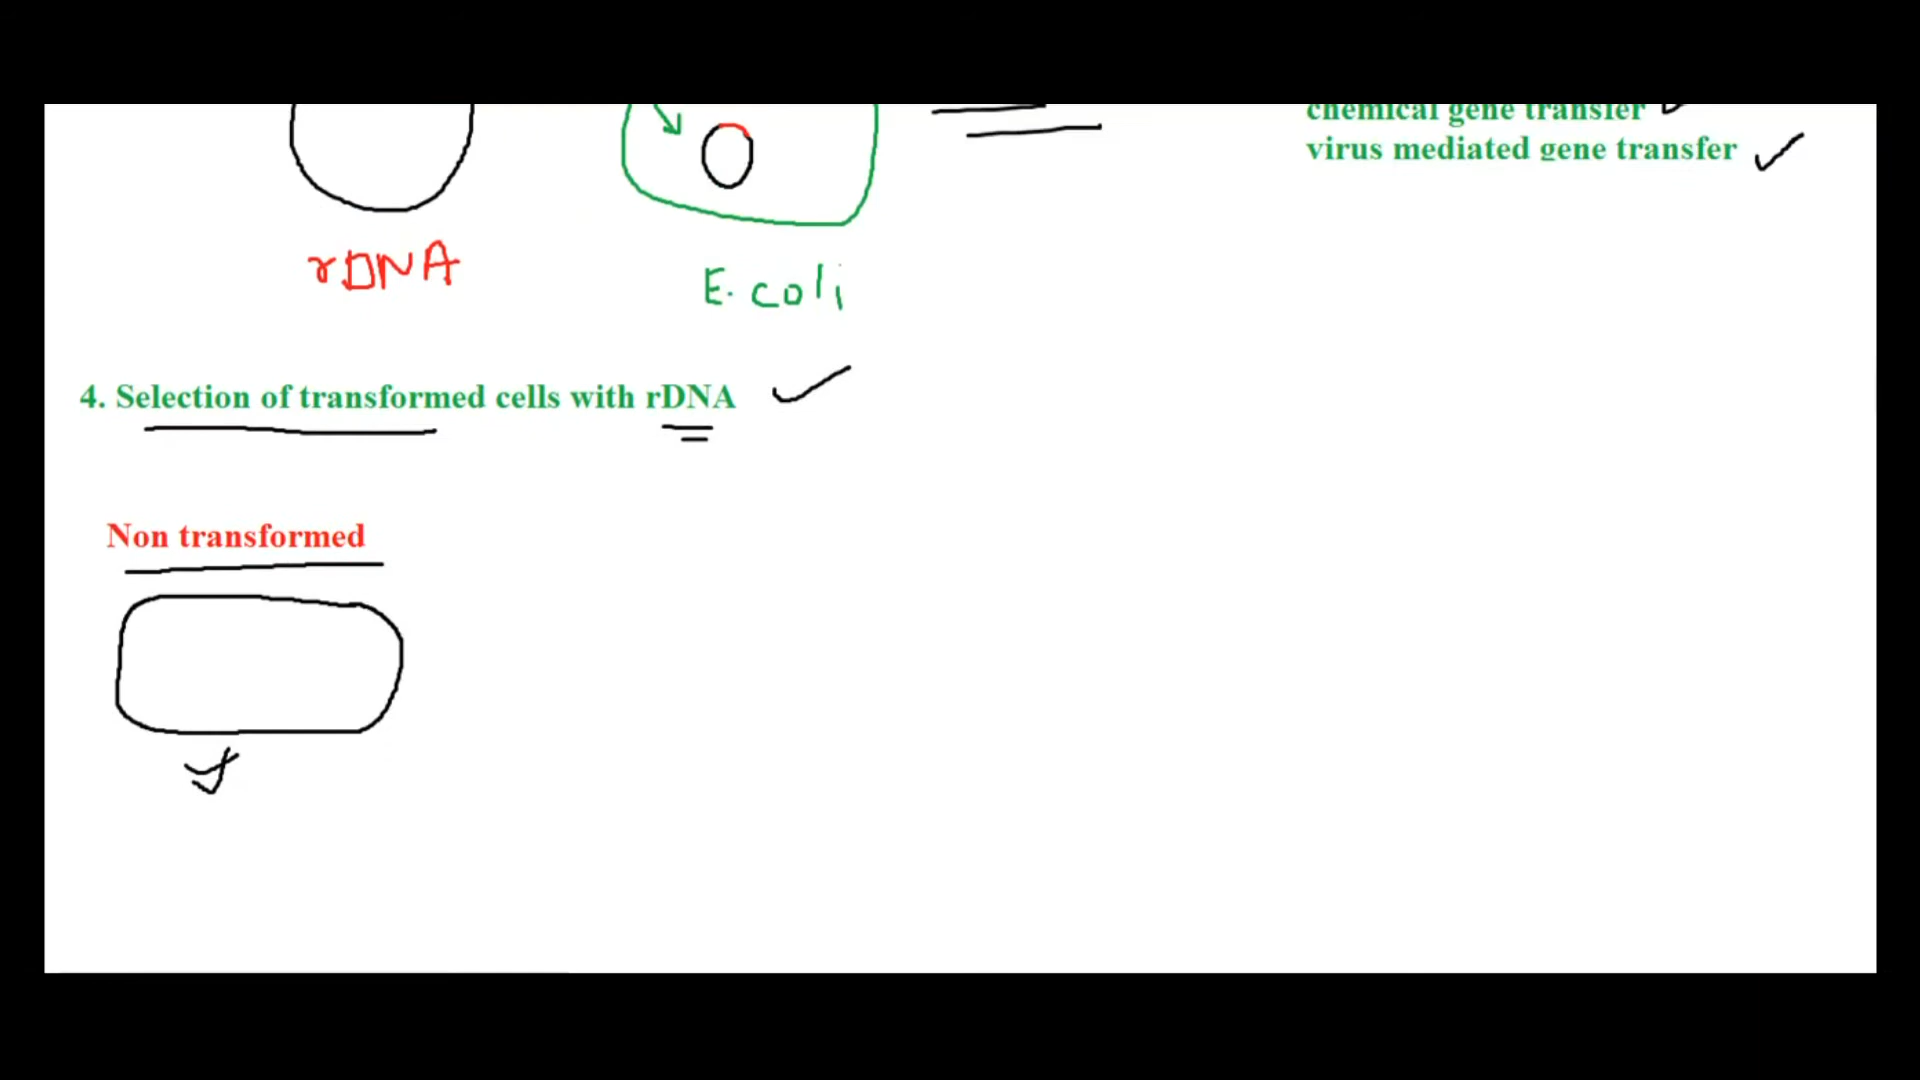 chemical gene transfer
virus mediated gene transfer
rDNA
E. coli
4. Selection of transformed cells with rDNA
Non transformed